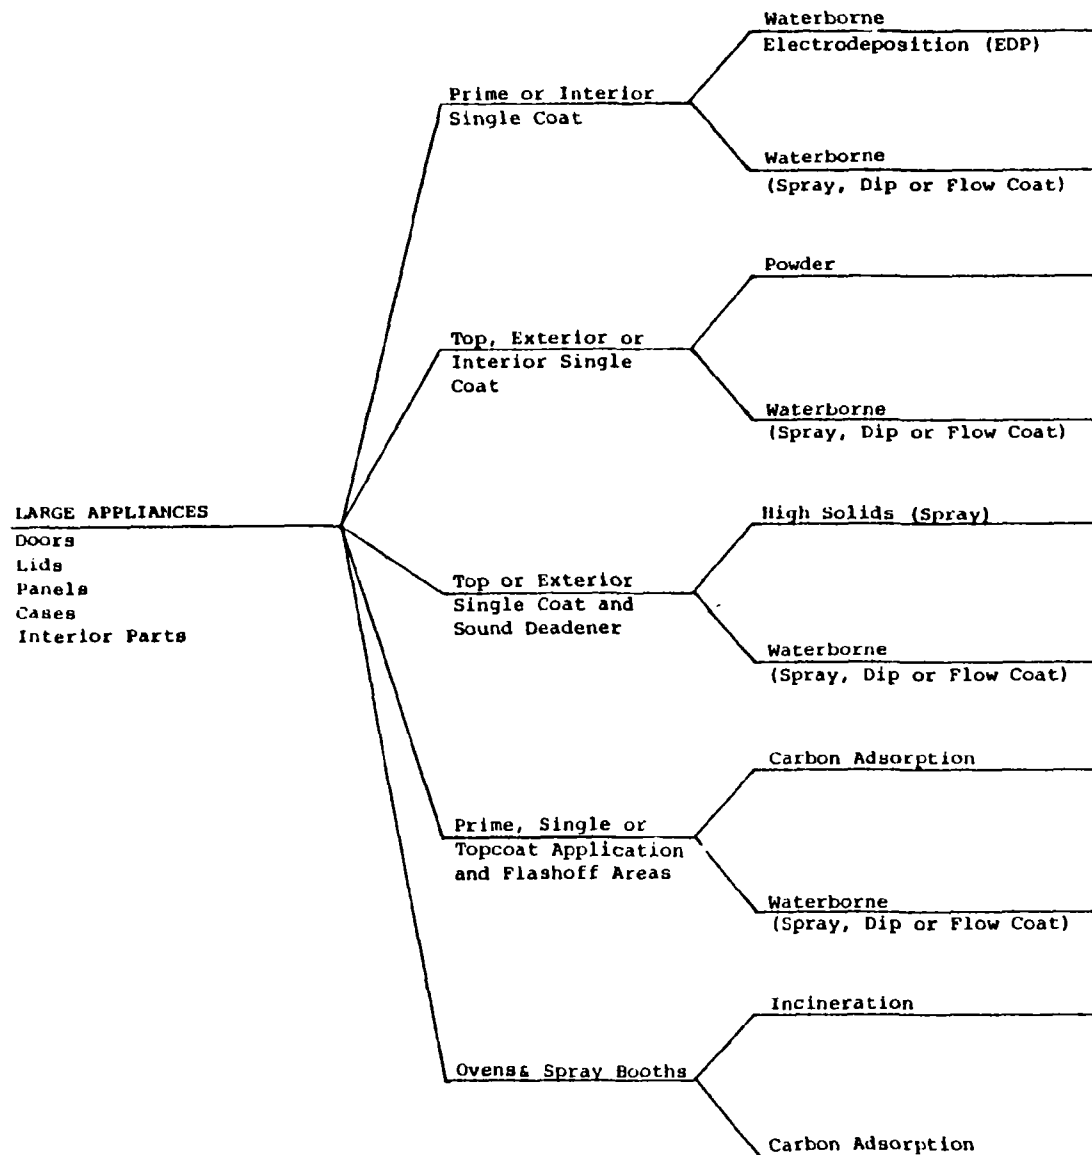 Waterborne
Electrodeposition (EDP)
Prime or Interior
Single Coat
Waterborne
(Spray, Dip or Flow Coat)
Powder
Top, Exterior or
Interior Single
Coat
Waterborne
(Spray, Dip or Flow Coat)
LARGE APPLIANCES
Doors
Lids
Panels
Cases
Interior Parts
High Solids (Spray)
Top or Exterior
Single Coat and
Sound Deadener
Waterborne
(Spray, Dip or Flow Coat)
Carbon Adsorption
Prime, Single or
Topcoat Application
and Flashoff Areas
Waterborne
(Spray, Dip or Flow Coat)
Incineration
Ovens& Spray Booths
Carbon Adsorption